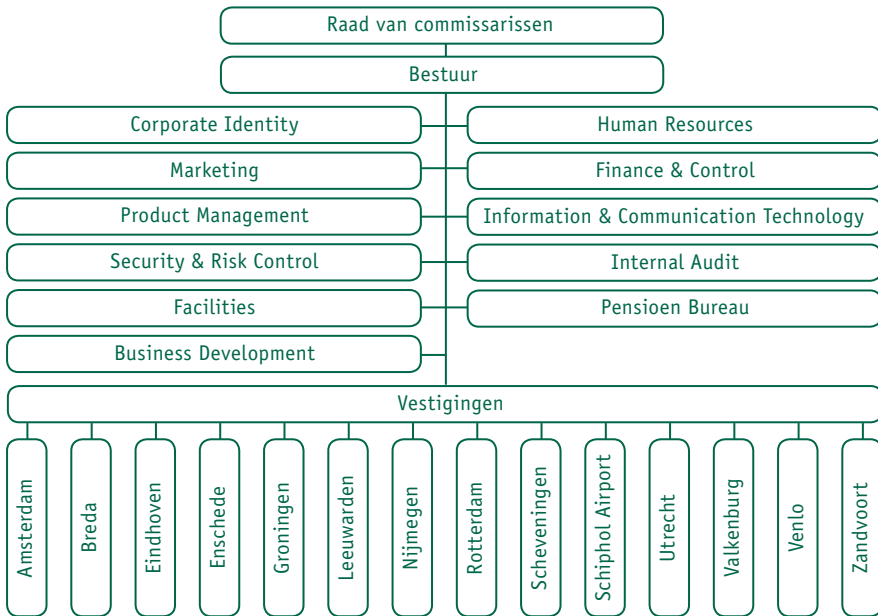 Raad van commissarissen
Bestuur
Corporate Identity
Human Resources
Marketing
Finance & Control
Product Management
Information & Communication Technology
Security & Risk Control
Internal Audit
Facilities
Pensioen Bureau
Business Development
Vestigingen
Amsterdam
Breda
Eindhoven
Enschede
Groningen
Leeuwarden
Nijmegen
Rotterdam
Scheveningen
Schiphol Airport
Utrecht
Valkenburg
Venlo
Zandvoort